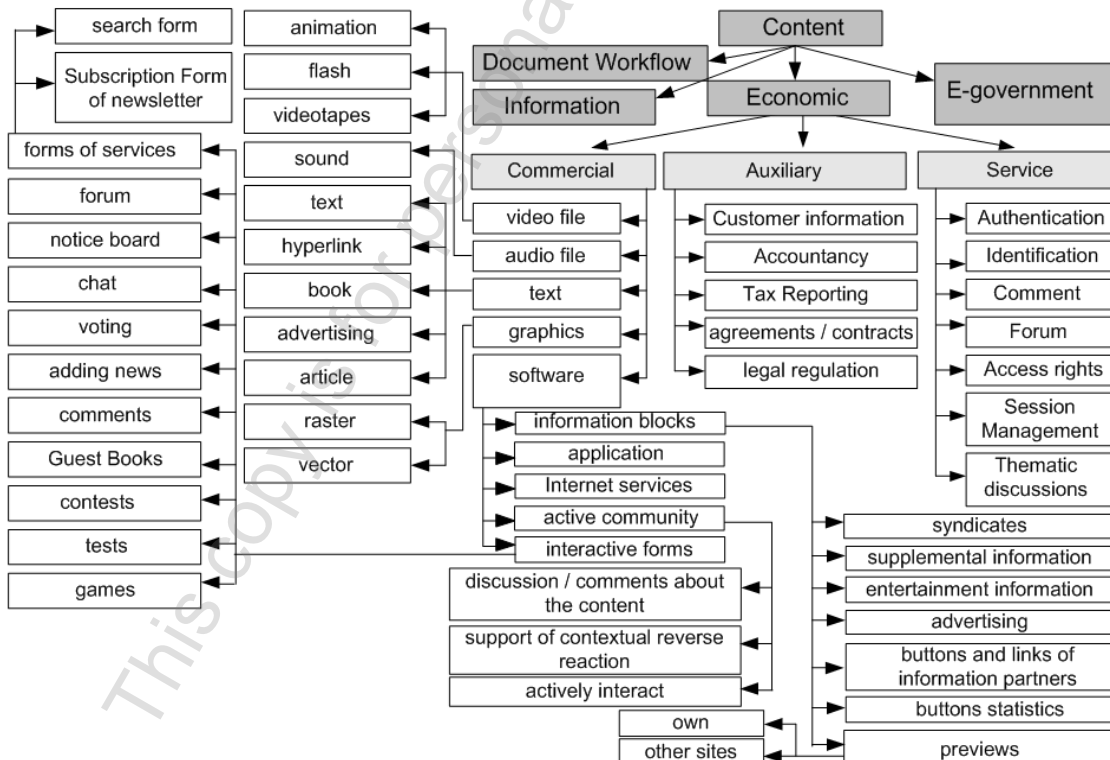 Content
Document Workflow
Information
Economic
E-government
Commercial
Auxiliary
Service
video file
audio file
text
graphics
software
Customer information
Accountancy
Tax Reporting
agreements / contracts
legal regulation
Authentication
Identification
Comment
Forum
Access rights
Session
Management
Thematic
discussions
search form
Subscription Form
of newsletter
forms of services
forum
notice board
chat
voting
adding news
comments
Guest Books
contests
tests
games
animation
flash
videotapes
sound
text
hyperlink
book
advertising
article
raster
vector
information blocks
application
Internet services
active community
interactive forms
discussion / comments about
the content
support of contextual reverse
reaction
actively interact
own
other sites
syndicates
supplemental information
entertainment information
advertising
buttons and links of
information partners
buttons statistics
previews
This copy is for persona